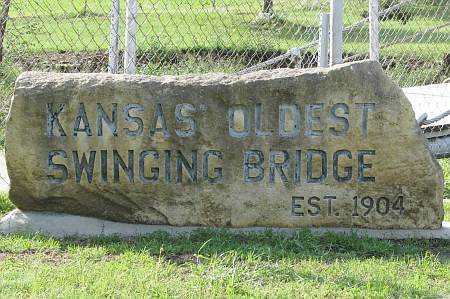 KANSAS' OLDEST
SWINGING BRIDGE
EST. 1904